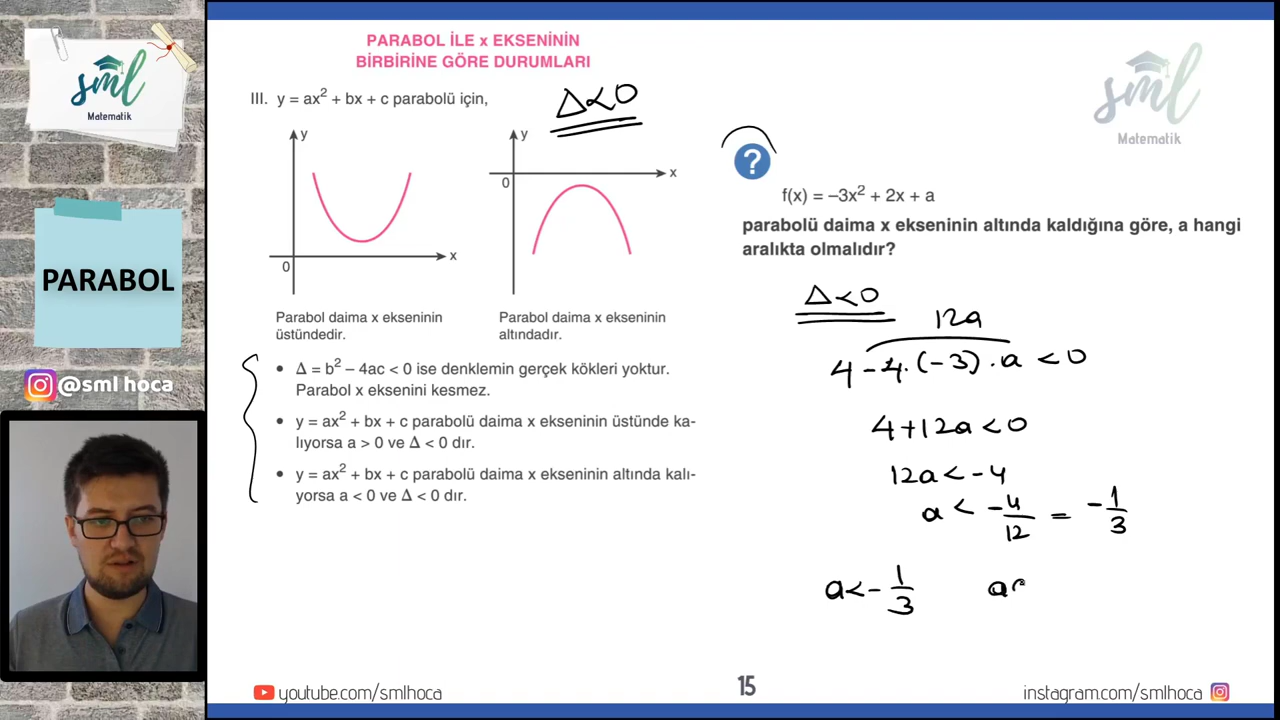 sml
Matematik
PARABOL
@sml hoca
PARABOL İLE x EKSENİNİN
BİRBİRİNE GÖRE DURUMLARI
III. y = ax² + bx + c parabolü için,
Δ<0
y
x
0
y
x
0
Parabol daima x ekseninin
üstündedir.
Parabol daima x ekseninin
altındadır.
• Δ = b² – 4ac < 0 ise denklemin gerçek kökleri yoktur.
Parabol x eksenini kesmez.
• y = ax² + bx + c parabolü daima x ekseninin üstünde ka-
lıyorsa a > 0 ve Δ < 0 dır.
• y = ax² + bx + c parabolü daima x ekseninin altında kalı-
yorsa a < 0 ve Δ < 0 dır.
sml
Matematik
?
f(x) = –3x² + 2x + a
parabolü daima x ekseninin altında kaldığına göre, a hangi
aralıkta olmalıdır?
Δ<0
12a
4-4·(-3)·a<0
4+12a<0
12a<-4
a < -4/12 = -1/3
a<-1/3
youtube.com/smlhoca
15
instagram.com/smlhoca